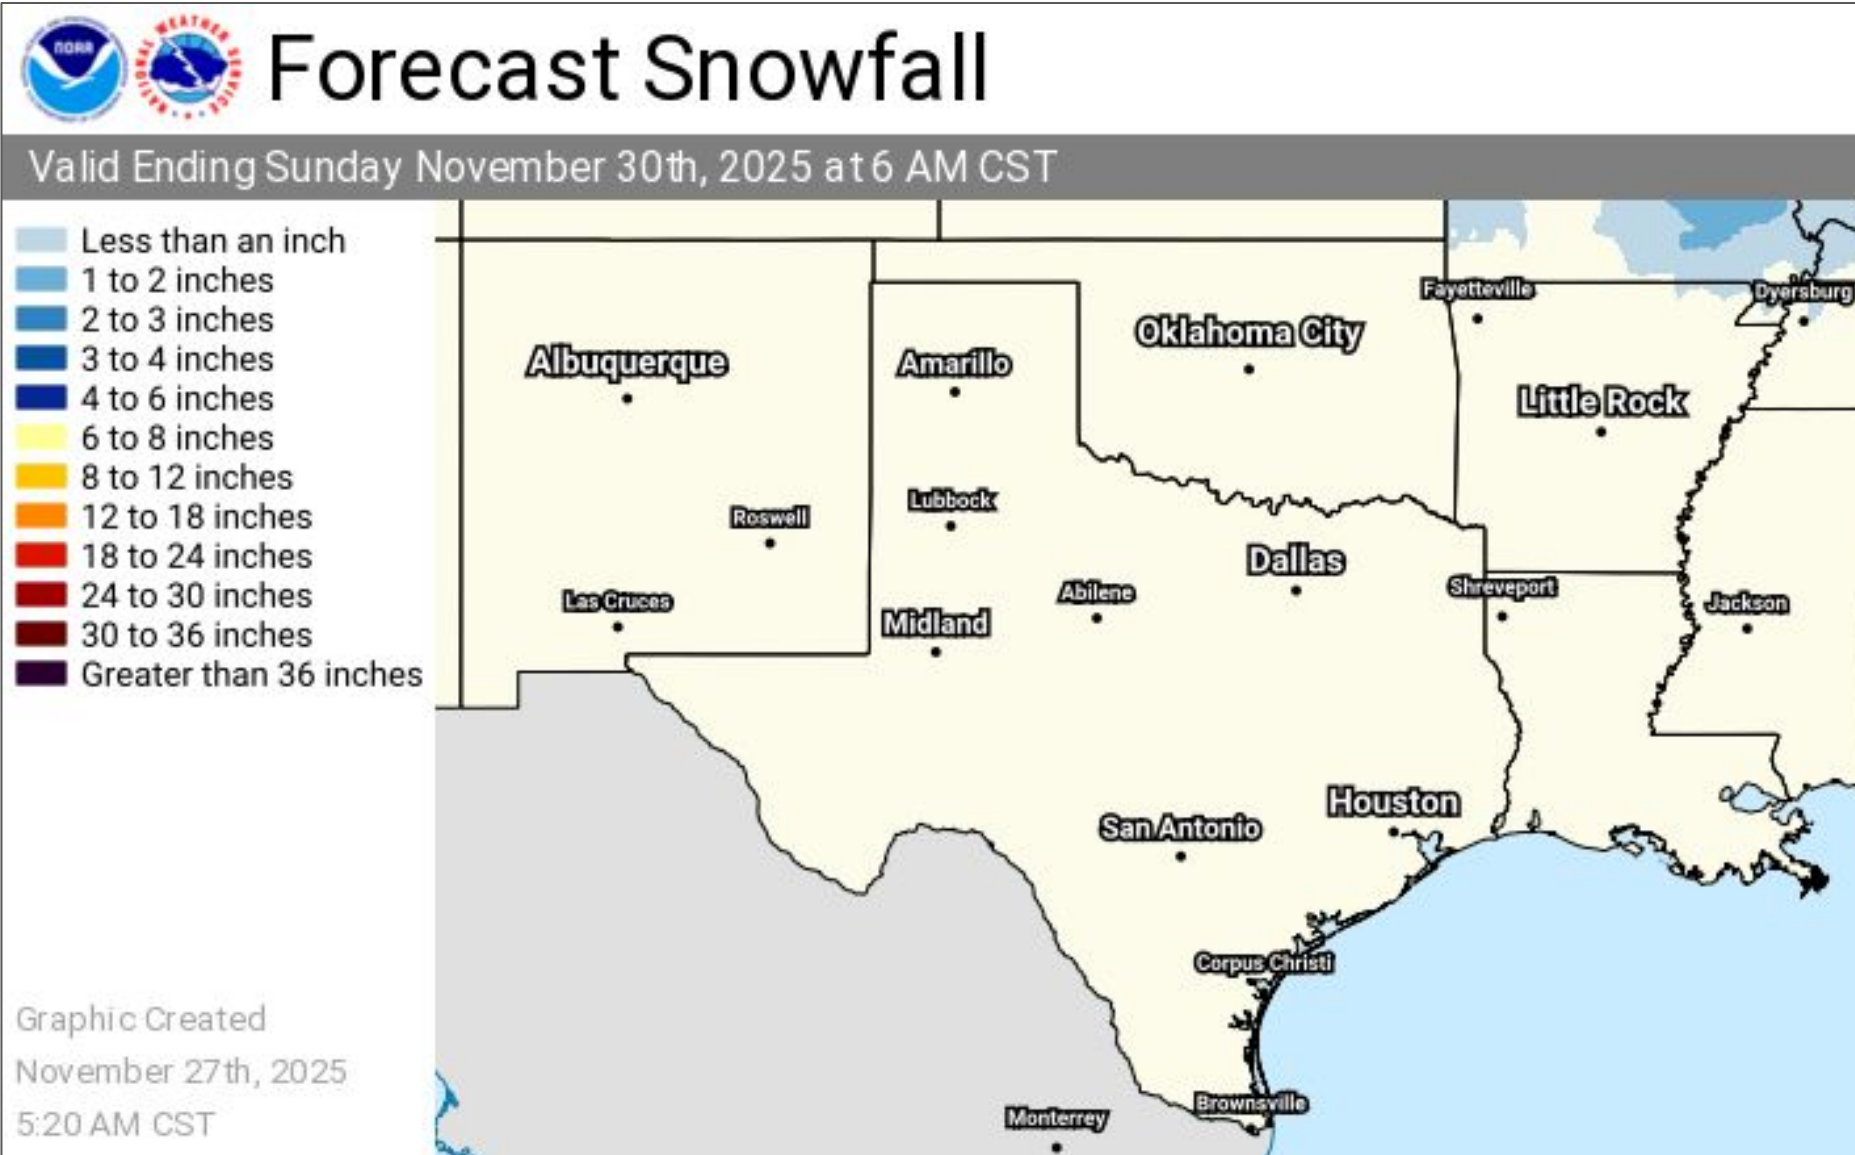 NOAA
NATIONAL WEATHER SERVICE
Forecast Snowfall
Valid Ending Sunday November 30th, 2025 at 6 AM CST
Less than an inch
1 to 2 inches
2 to 3 inches
3 to 4 inches
4 to 6 inches
6 to 8 inches
8 to 12 inches
12 to 18 inches
18 to 24 inches
24 to 30 inches
30 to 36 inches
Greater than 36 inches
Graphic Created
November 27th, 2025
5:20 AM CST
Fayetteville
Dyersburg
Oklahoma City
Albuquerque
Amarillo
Little Rock
Lubbock
Roswell
Dallas
Shreveport
Abilene
Las Cruces
Jackson
Midland
Houston
San Antonio
Corpus Christi
Brownsville
Monterrey